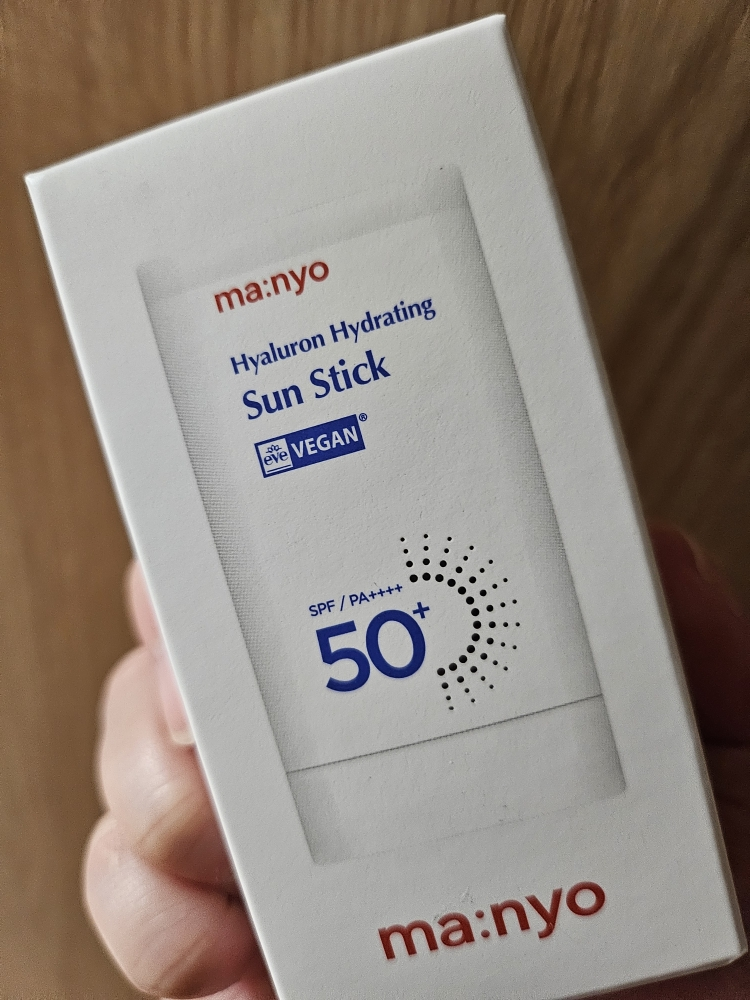 ma:nyo
Hyaluron Hydrating
Sun Stick
eve VEGAN®
SPF / PA++++
50+
ma:nyo